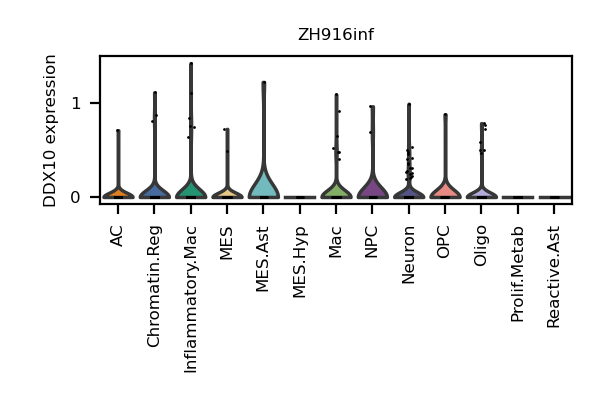 ZH916inf
DDX10 expression
1
0
AC
Chromatin.Reg
Inflammatory.Mac
MES
MES.Ast
MES.Hyp
Mac
NPC
Neuron
OPC
Oligo
Prolif.Metab
Reactive.Ast